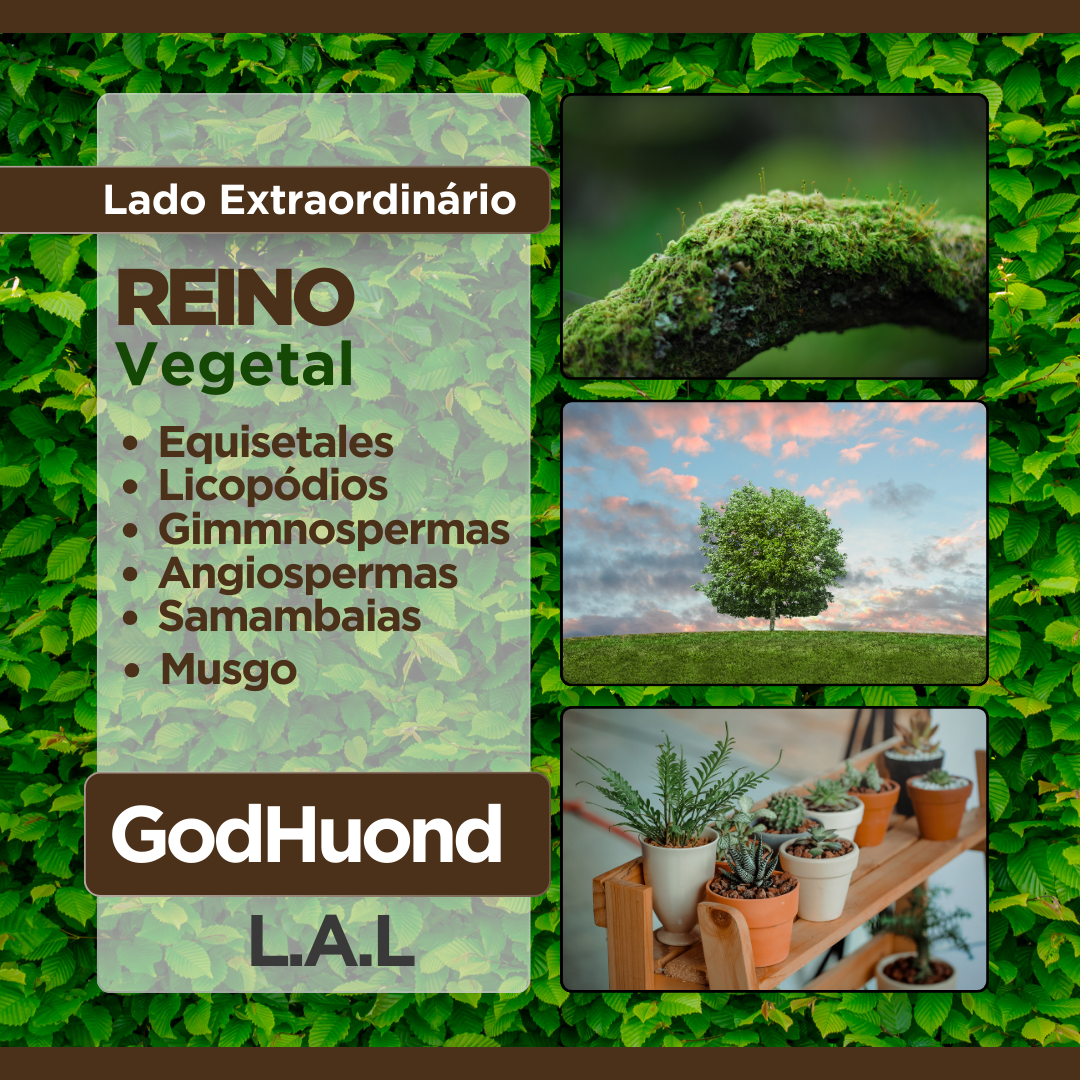 Lado Extraordinário
REINO
Vegetal
• Equisetales
• Licopódios
• Gimmnospermas
• Angiospermas
• Samambaias
• Musgo
GodHuond
L.A.L